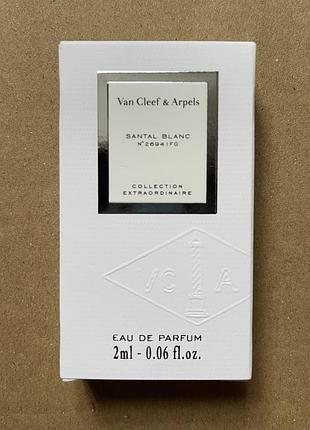 Van Cleef & Arpels
SANTAL BLANC
N°26941FG
COLLECTION
EXTRAORDINAIRE
VC A
EAU DE PARFUM
2ml - 0.06 fl.oz.